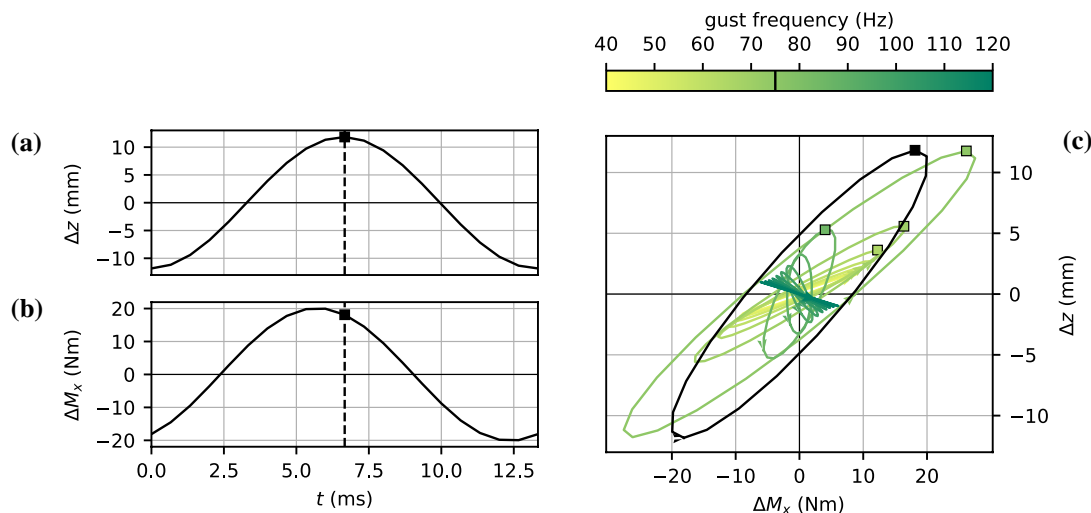 gust frequency (Hz)
40 50 60 70 80 90 100 110 120
(a)
10
5
0
−5
−10
Δz (mm)
(b)
20
10
0
−10
−20
ΔMx (Nm)
0.0 2.5 5.0 7.5 10.0 12.5
t (ms)
(c)
10
5
0
−5
−10
Δz (mm)
−20 −10 0 10 20
ΔMx (Nm)